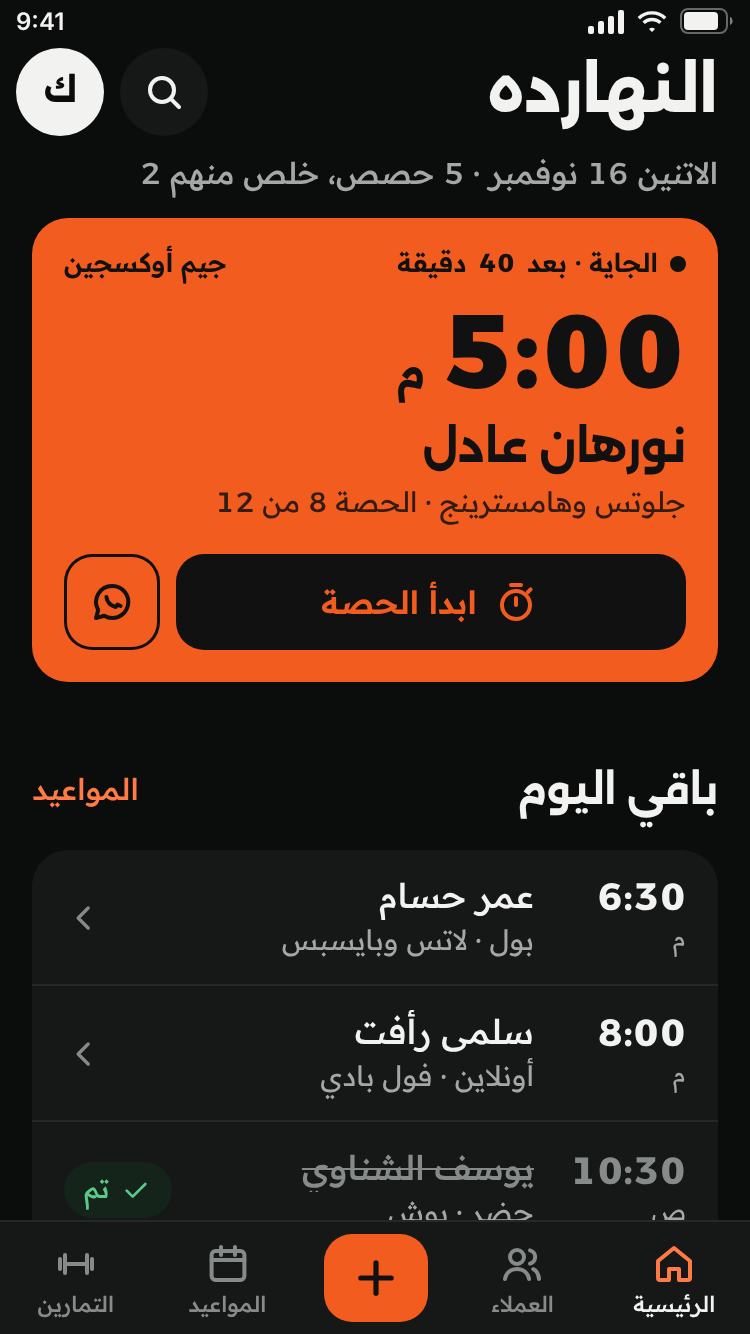 9:41
النهارده
ك
الاتنين 16 نوفمبر · 5 حصص، خلص منهم 2
الجاية · بعد 40 دقيقة
جيم أوكسجين
5:00 م
نورهان عادل
جلوتس وهامسترينج · الحصة 8 من 12
ابدأ الحصة
باقي اليوم
المواعيد
6:30 م
عمر حسام
بول · لاتس وبايسبس
8:00 م
سلمى رأفت
أونلاين · فول بادي
10:30 ص
يوسف الشناوي
حضر · بوش
تم
الرئيسية
العملاء
المواعيد
التمارين